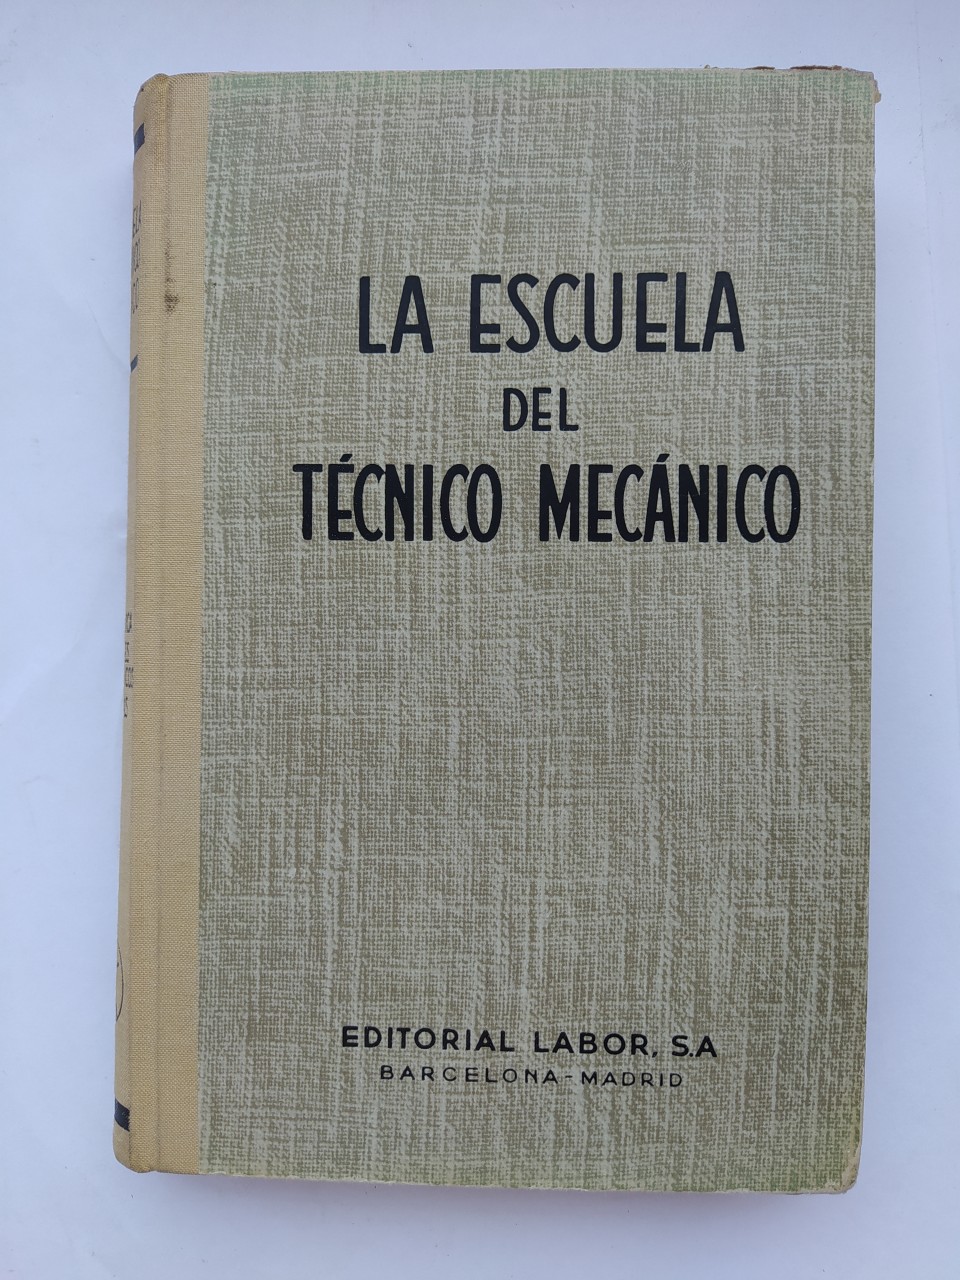 LA ESCUELA
DEL
TÉCNICO MECÁNICO
EDITORIAL LABOR, S.A
BARCELONA-MADRID